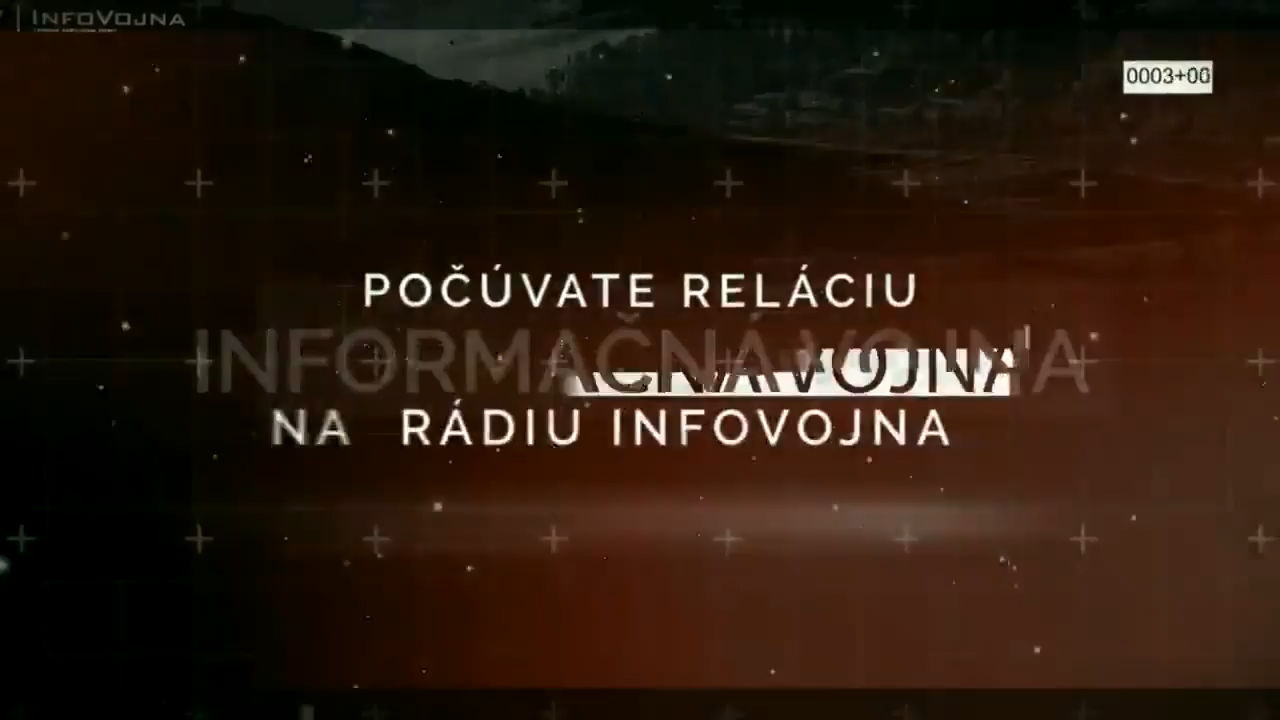 INFOVOJNA
0003+00
POČÚVATE RELÁCIU
INFORMAČNÁ VOJNA
NA RÁDIU INFOVOJNA